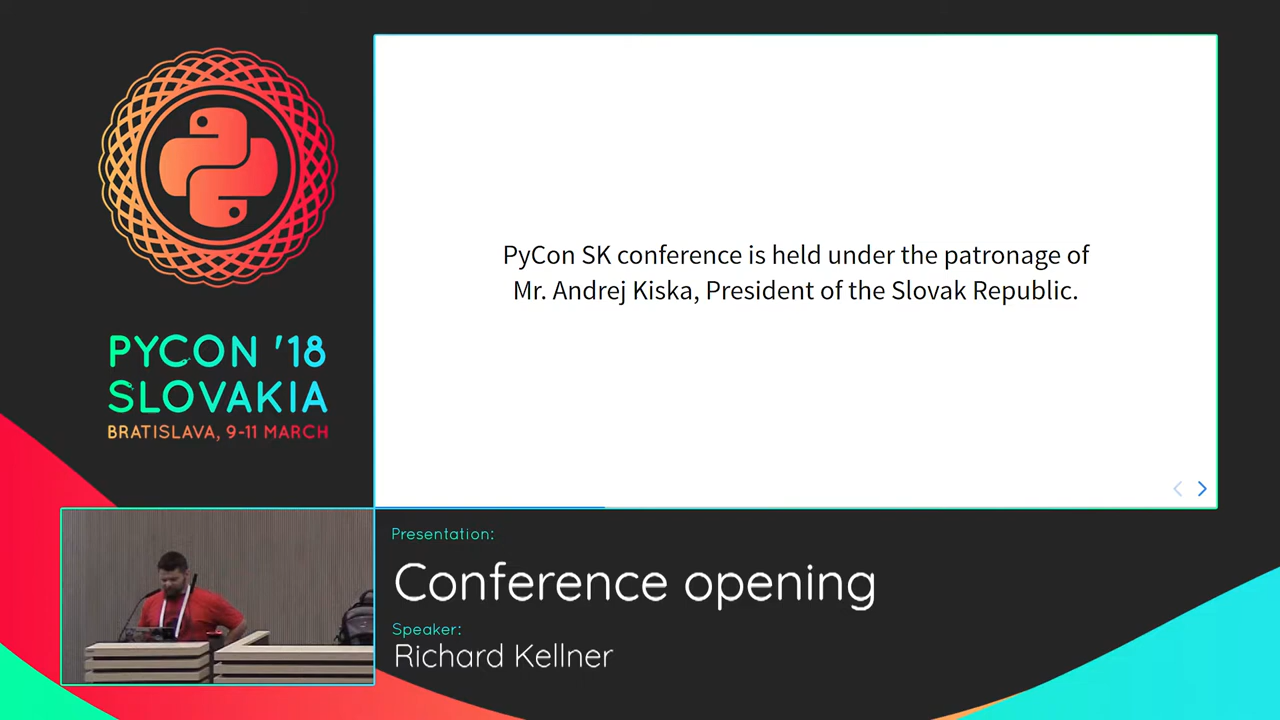 PYCON '18
SLOVAKIA
BRATISLAVA, 9-11 MARCH
PyCon SK conference is held under the patronage of
Mr. Andrej Kiska, President of the Slovak Republic.
Presentation:
Conference opening
Speaker:
Richard Kellner